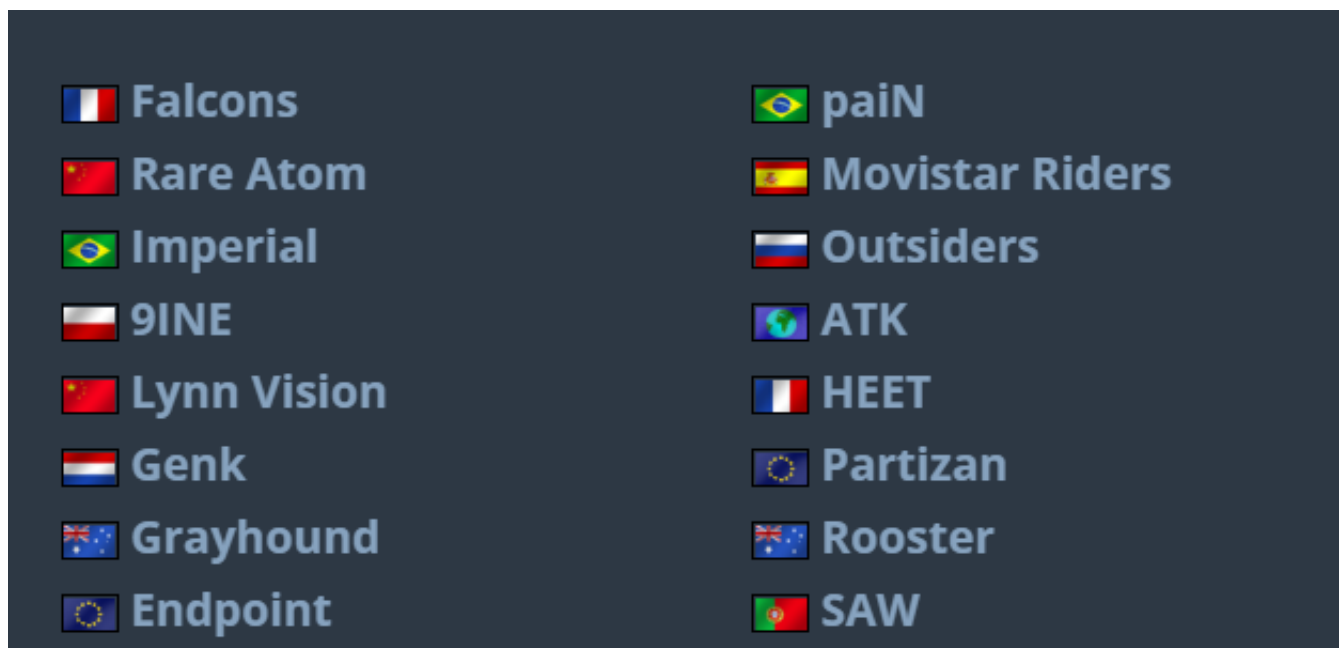 Falcons
paiN
Rare Atom
Movistar Riders
Imperial
Outsiders
9INE
ATK
Lynn Vision
HEET
Genk
Partizan
Grayhound
Rooster
Endpoint
SAW